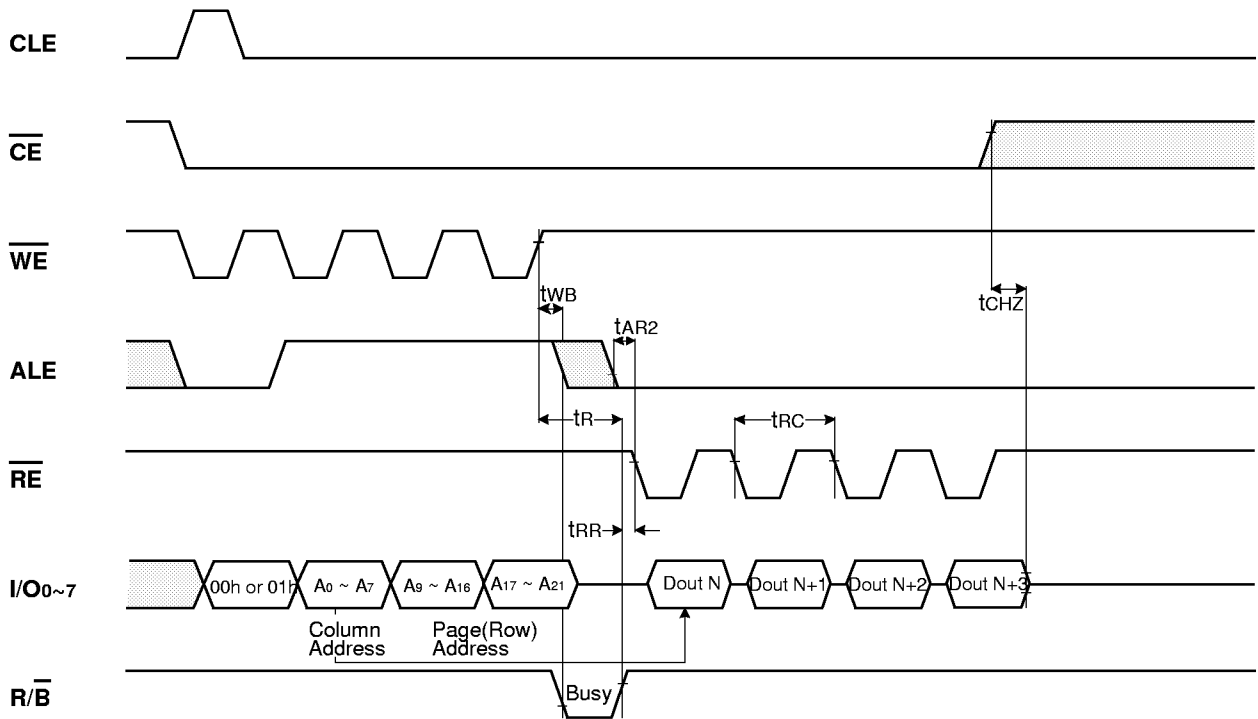 CLE
CE
WE
tWB
tCHZ
tAR2
ALE
tR
tRC
RE
tRR
I/O0~7
00h or 01h
A0 ~ A7
A9 ~ A16
A17 ~ A21
Dout N
Dout N+1
Dout N+2
Dout N+3
Column
Address
Page(Row)
Address
R/B
Busy